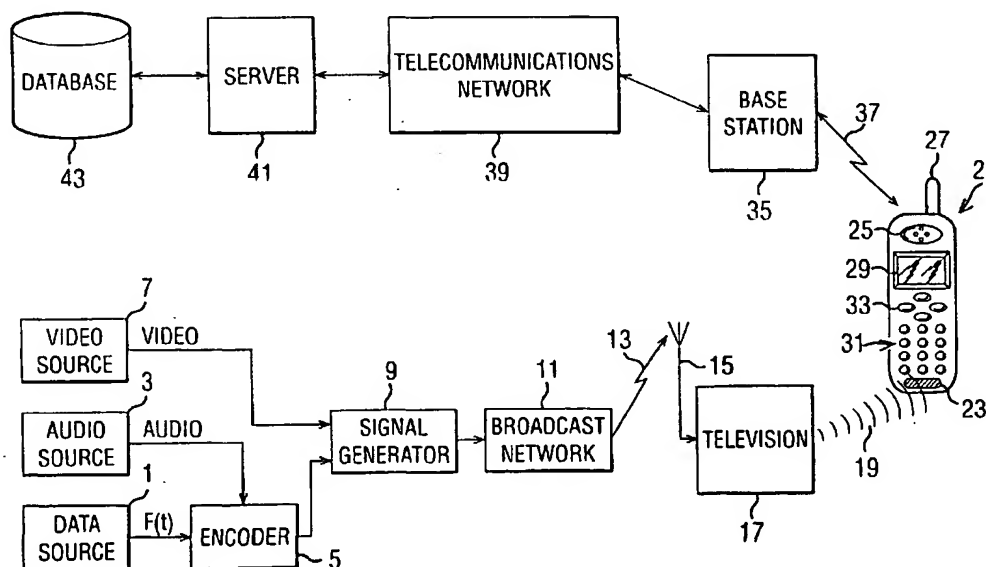 DATABASE
43
SERVER
41
TELECOMMUNICATIONS
NETWORK
39
BASE
STATION
35
37
27
2
25
29
33
31
23
19
7
VIDEO
SOURCE
VIDEO
3
AUDIO
SOURCE
AUDIO
1
DATA
SOURCE
F(t)
ENCODER
5
9
SIGNAL
GENERATOR
11
BROADCAST
NETWORK
13
15
TELEVISION
17